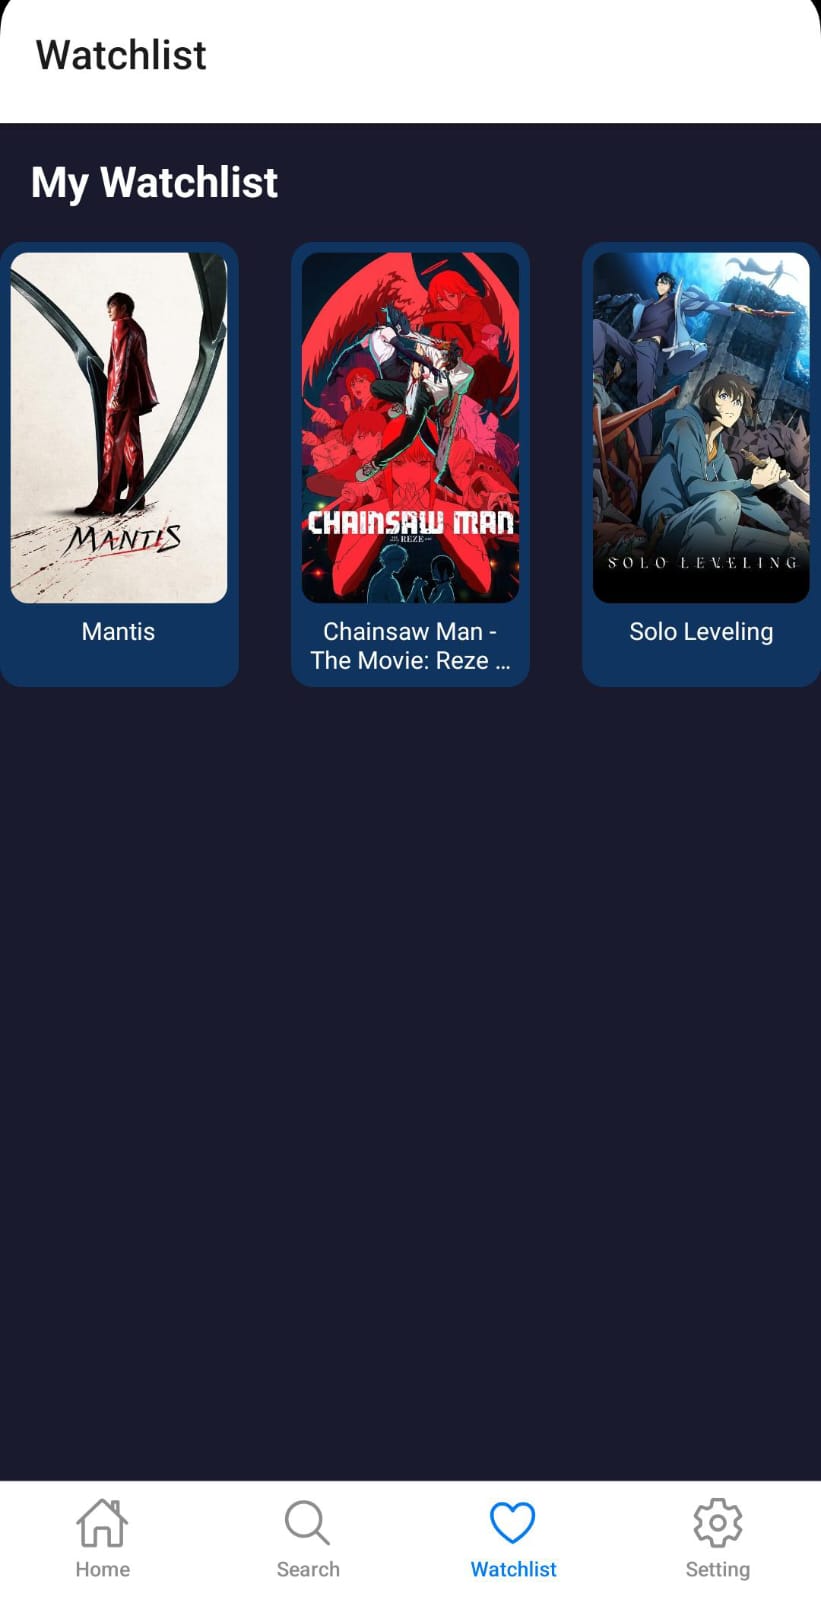 Watchlist
My Watchlist
MANTIS
CHAINSAW MAN
REZE
SOLO LEVELING
Mantis
Chainsaw Man -
The Movie: Reze ...
Solo Leveling
Home
Search
Watchlist
Setting